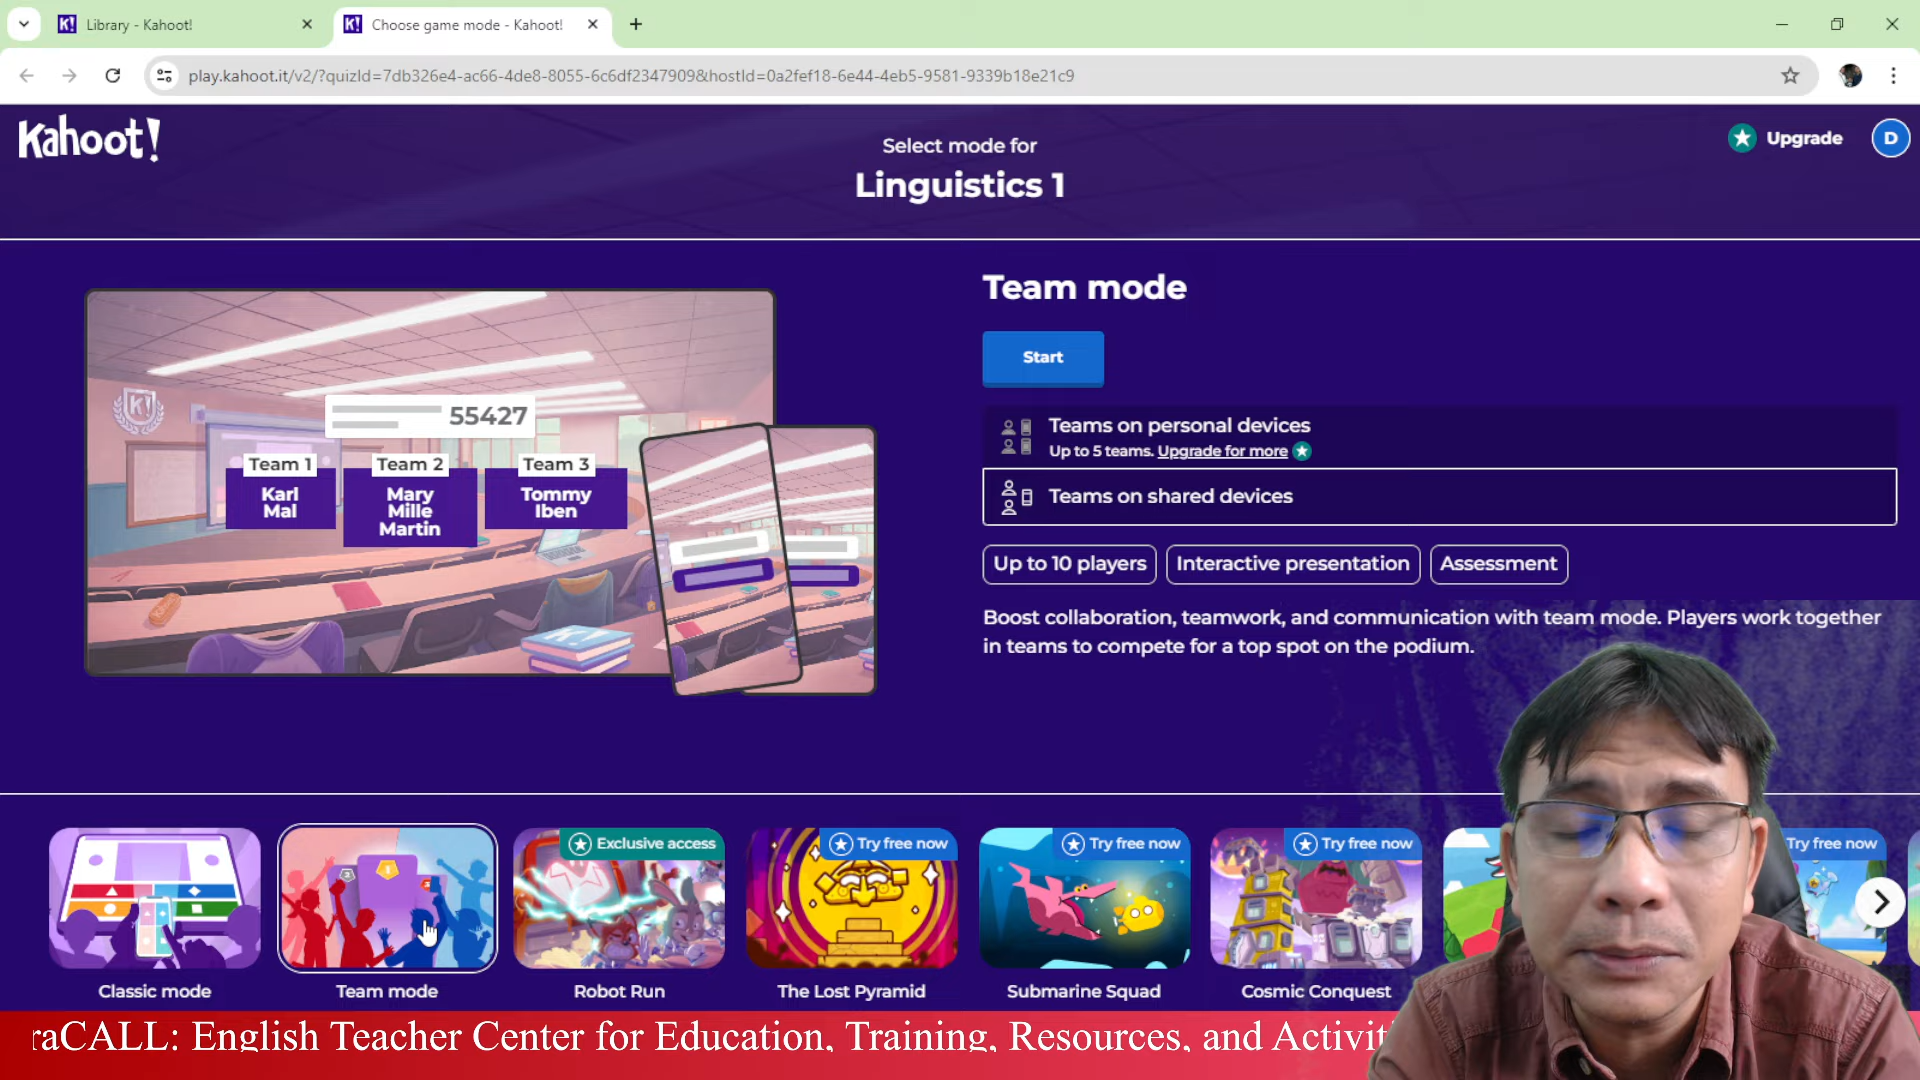 Library - Kahoot!
Choose game mode - Kahoot!
play.kahoot.it/v2/?quizId=7db326e4-ac66-4de8-8055-6c6df2347909&hostId=0a2fef18-6e44-4eb5-9581-9339b18e21c9
Kahoot!
Select mode for
Linguistics 1
Upgrade
D
Team mode
Start
Teams on personal devices
Up to 5 teams. Upgrade for more
Teams on shared devices
Up to 10 players
Interactive presentation
Assessment
Boost collaboration, teamwork, and communication with team mode. Players work together
in teams to compete for a top spot on the podium.
K!
55427
Team 1
Karl
Mal
Team 2
Mary
Mille
Martin
Team 3
Tommy
Iben
K!
Exclusive access
Try free now
Try free now
Try free now
Try free now
Classic mode
Team mode
Robot Run
The Lost Pyramid
Submarine Squad
Cosmic Conquest
raCALL: English Teacher Center for Education, Training, Resources, and Activit